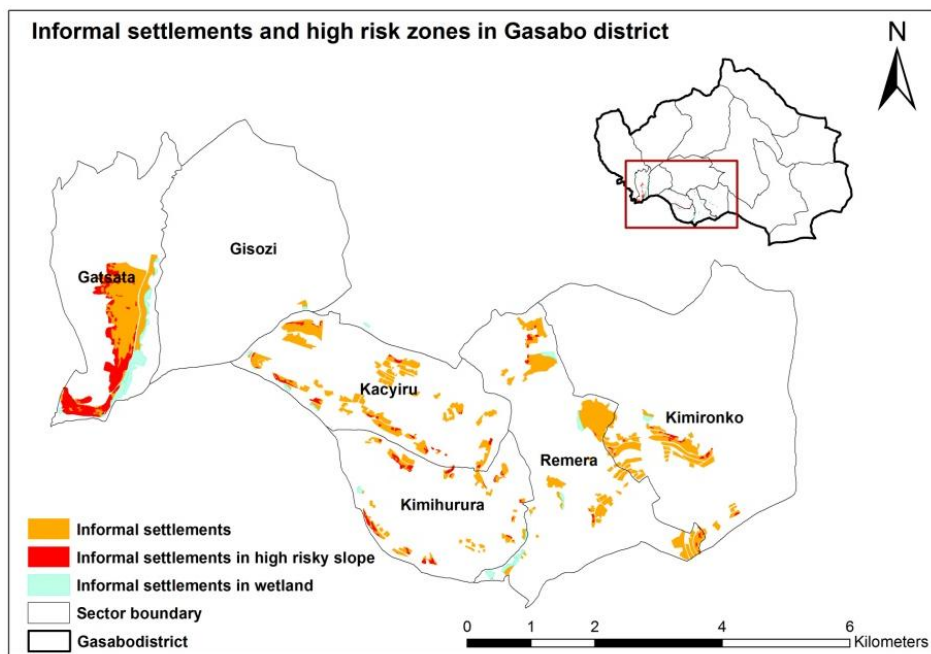 Informal settlements and high risk zones in Gasabo district
N
Gisozi
Gatsata
Kacyiru
Kimironko
Remera
Kimihurura
Informal settlements
Informal settlements in high risky slope
Informal settlements in wetland
Sector boundary
Gasabodistrict
0 1 2 4 6
Kilometers